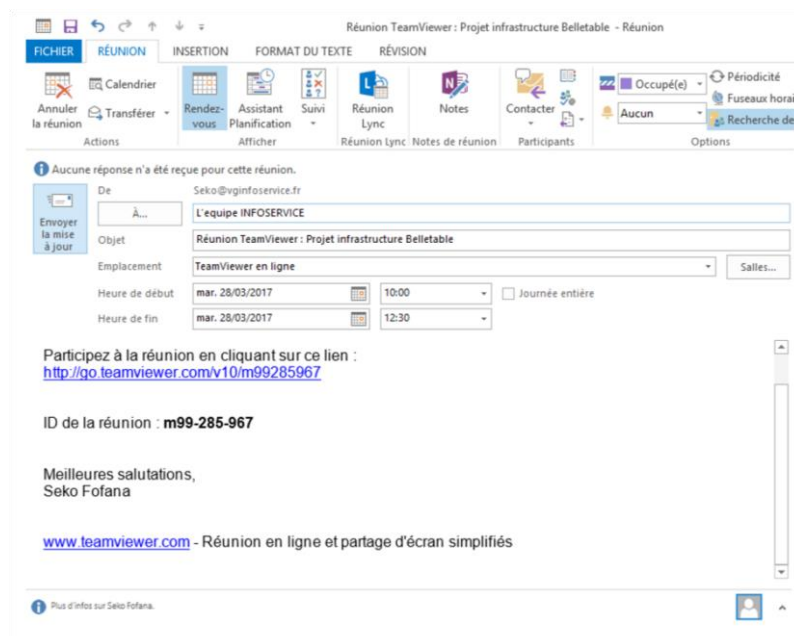 Réunion TeamViewer : Projet infrastructure Belletable - Réunion
FICHIER RÉUNION INSERTION FORMAT DU TEXTE RÉVISION
Annuler la réunion
Calendrier
Transférer
Actions
Rendez-vous
Assistant Planification
Suivi
Afficher
Réunion Lync
Réunion Lync
Notes
Notes de réunion
Contacter
Participants
Occupé(e)
Aucun
Périodicité
Fuseaux horai
Recherche de
Options
Aucune réponse n'a été reçue pour cette réunion.
Envoyer la mise à jour
De Seko@vginfoservice.fr
À... L'equipe INFOSERVICE
Objet Réunion TeamViewer : Projet infrastructure Belletable
Emplacement TeamViewer en ligne Salles...
Heure de début mar. 28/03/2017 10:00 Journée entière
Heure de fin mar. 28/03/2017 12:30
Participez à la réunion en cliquant sur ce lien :
http://go.teamviewer.com/v10/m99285967
ID de la réunion : m99-285-967
Meilleures salutations,
Seko Fofana
www.teamviewer.com - Réunion en ligne et partage d'écran simplifiés
Plus d'infos sur Seko Fofana.